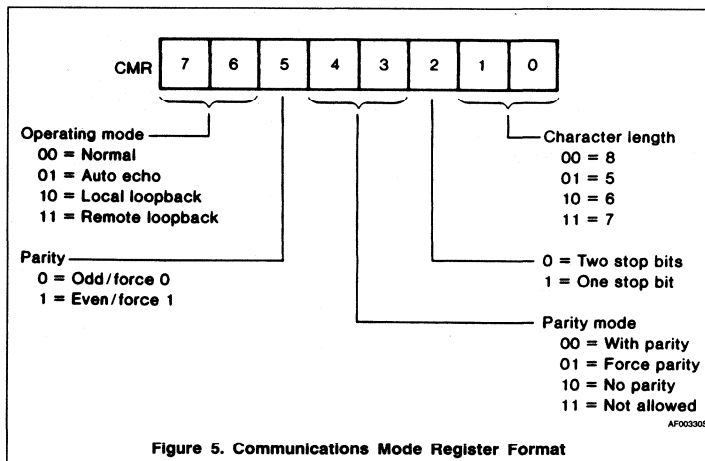 CMR 7 6 5 4 3 2 1 0
Operating mode
00 = Normal
01 = Auto echo
10 = Local loopback
11 = Remote loopback
Character length
00 = 8
01 = 5
10 = 6
11 = 7
Parity
0 = Odd/force 0
1 = Even/force 1
0 = Two stop bits
1 = One stop bit
Parity mode
00 = With parity
01 = Force parity
10 = No parity
11 = Not allowed
AF003305
Figure 5. Communications Mode Register Format